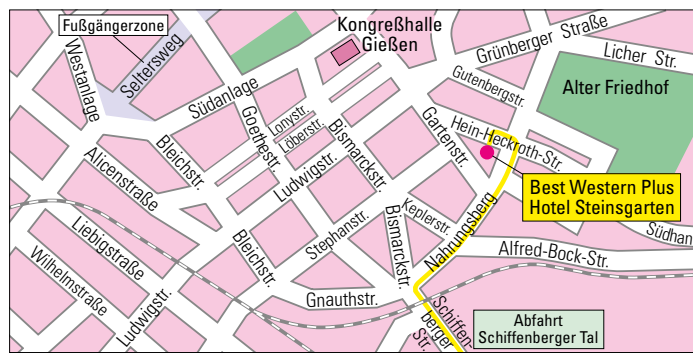 Fußgängerzone
Seltersweg
Westanlage
Südanlage
Kongreßhalle
Gießen
Grünberger Straße
Licher Str.
Gutenbergstr.
Alter Friedhof
Hein-Heckroth-Str.
Gartenstr.
Goethestr.
Lonystr.
Löberstr.
Bismarckstr.
Ludwigstr.
Bleichstr.
Alicenstraße
Best Western Plus
Hotel Steinsgarten
Liebigstraße
Wilhelmstraße
Bleichstr.
Stephanstr.
Bismarckstr.
Keplerstr.
Nahrungsberg
Südhan
Alfred-Bock-Str.
Ludwigstr.
Gnauthstr.
Schiffen-
berger
Str.
Abfahrt
Schiffenberger Tal